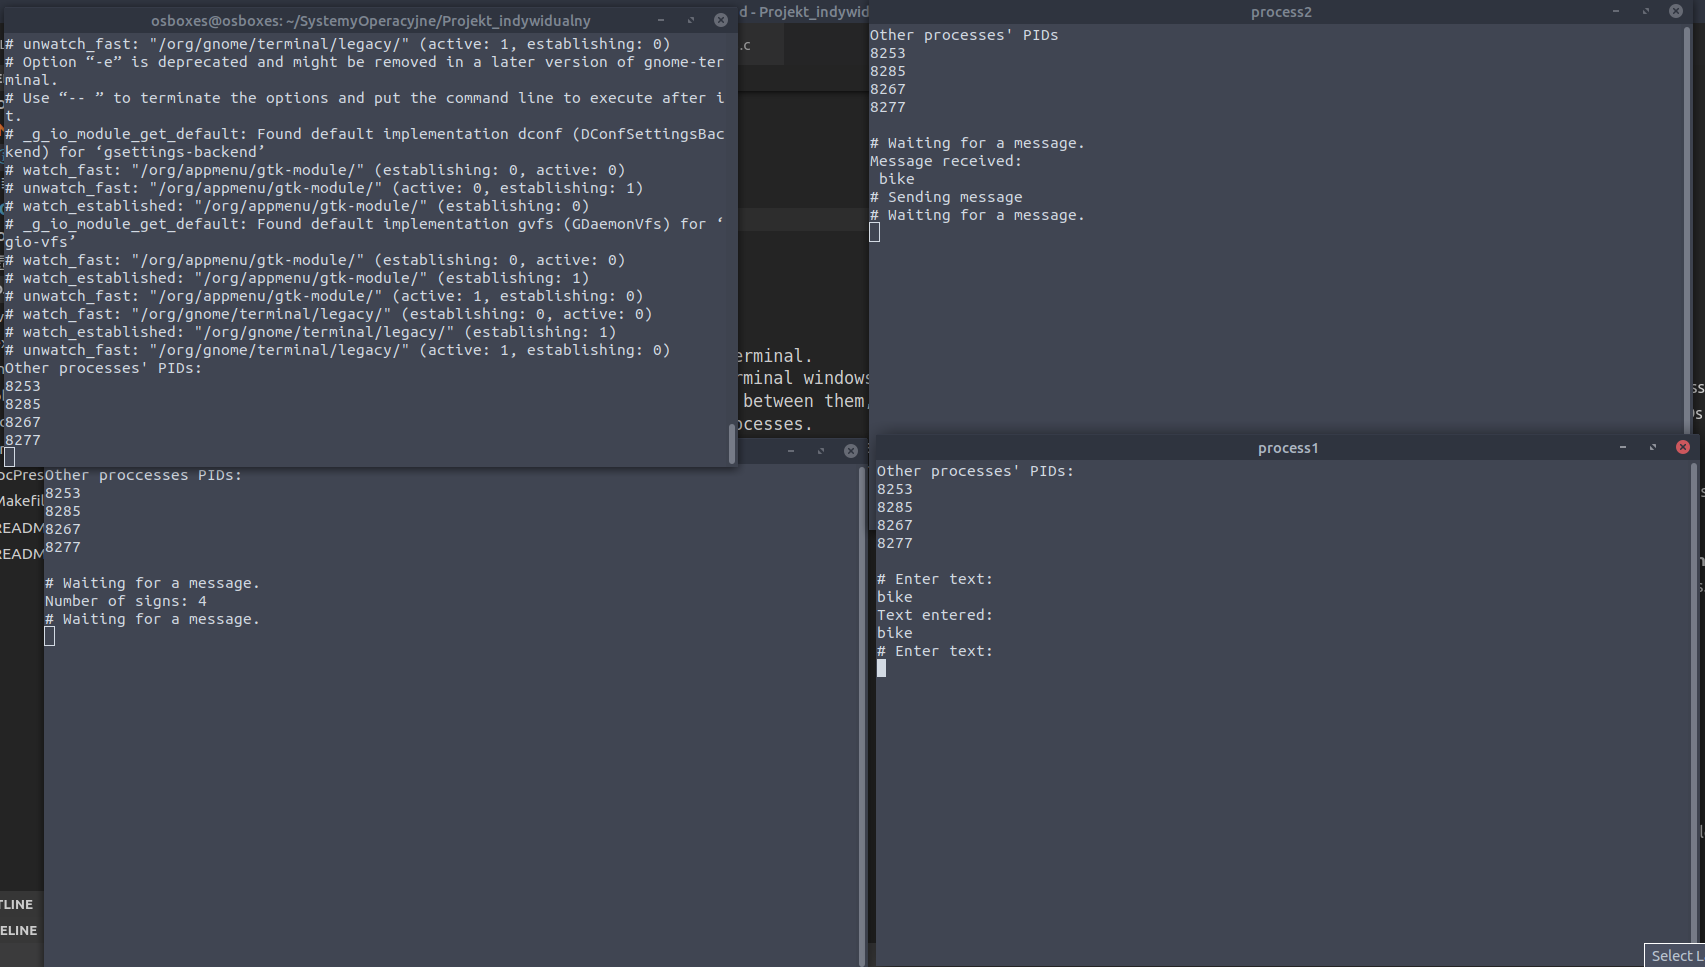 osboxes@osboxes: ~/SystemyOperacyjne/Projekt_indywidualny
# unwatch_fast: "/org/gnome/terminal/legacy/" (active: 1, establishing: 0)
# Option “-e” is deprecated and might be removed in a later version of gnome-ter
minal.
# Use “-- ” to terminate the options and put the command line to execute after i
t.
# _g_io_module_get_default: Found default implementation dconf (DConfSettingsBac
kend) for ‘gsettings-backend’
# watch_fast: "/org/appmenu/gtk-module/" (establishing: 0, active: 0)
# unwatch_fast: "/org/appmenu/gtk-module/" (active: 0, establishing: 1)
# watch_established: "/org/appmenu/gtk-module/" (establishing: 0)
# _g_io_module_get_default: Found default implementation gvfs (GDaemonVfs) for ‘
gio-vfs’
# watch_fast: "/org/appmenu/gtk-module/" (establishing: 0, active: 0)
# watch_established: "/org/appmenu/gtk-module/" (establishing: 1)
# unwatch_fast: "/org/appmenu/gtk-module/" (active: 1, establishing: 0)
# watch_fast: "/org/gnome/terminal/legacy/" (establishing: 0, active: 0)
# watch_established: "/org/gnome/terminal/legacy/" (establishing: 1)
# unwatch_fast: "/org/gnome/terminal/legacy/" (active: 1, establishing: 0)
Other processes' PIDs:
8253
8285
8267
8277
d - Projekt_indywid
.c
erminal.
rminal windows
between them,
ocesses.
process2
Other processes' PIDs
8253
8285
8267
8277
# Waiting for a message.
Message received:
bike
# Sending message
# Waiting for a message.
ocPres
Makefil
READM
READM
TLINE
ELINE
Other proccesses PIDs:
8253
8285
8267
8277
# Waiting for a message.
Number of signs: 4
# Waiting for a message.
process1
Other processes' PIDs:
8253
8285
8267
8277
# Enter text:
bike
Text entered:
bike
# Enter text:
Select L